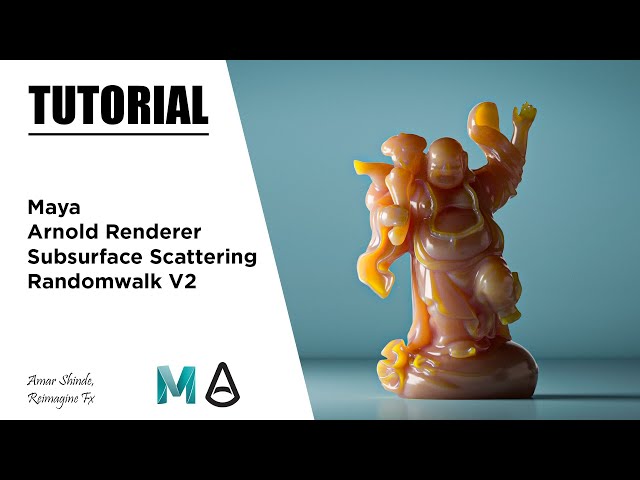 TUTORIAL
Maya
Arnold Renderer
Subsurface Scattering
Randomwalk V2
Amar Shinde,
Reimagine Fx
M